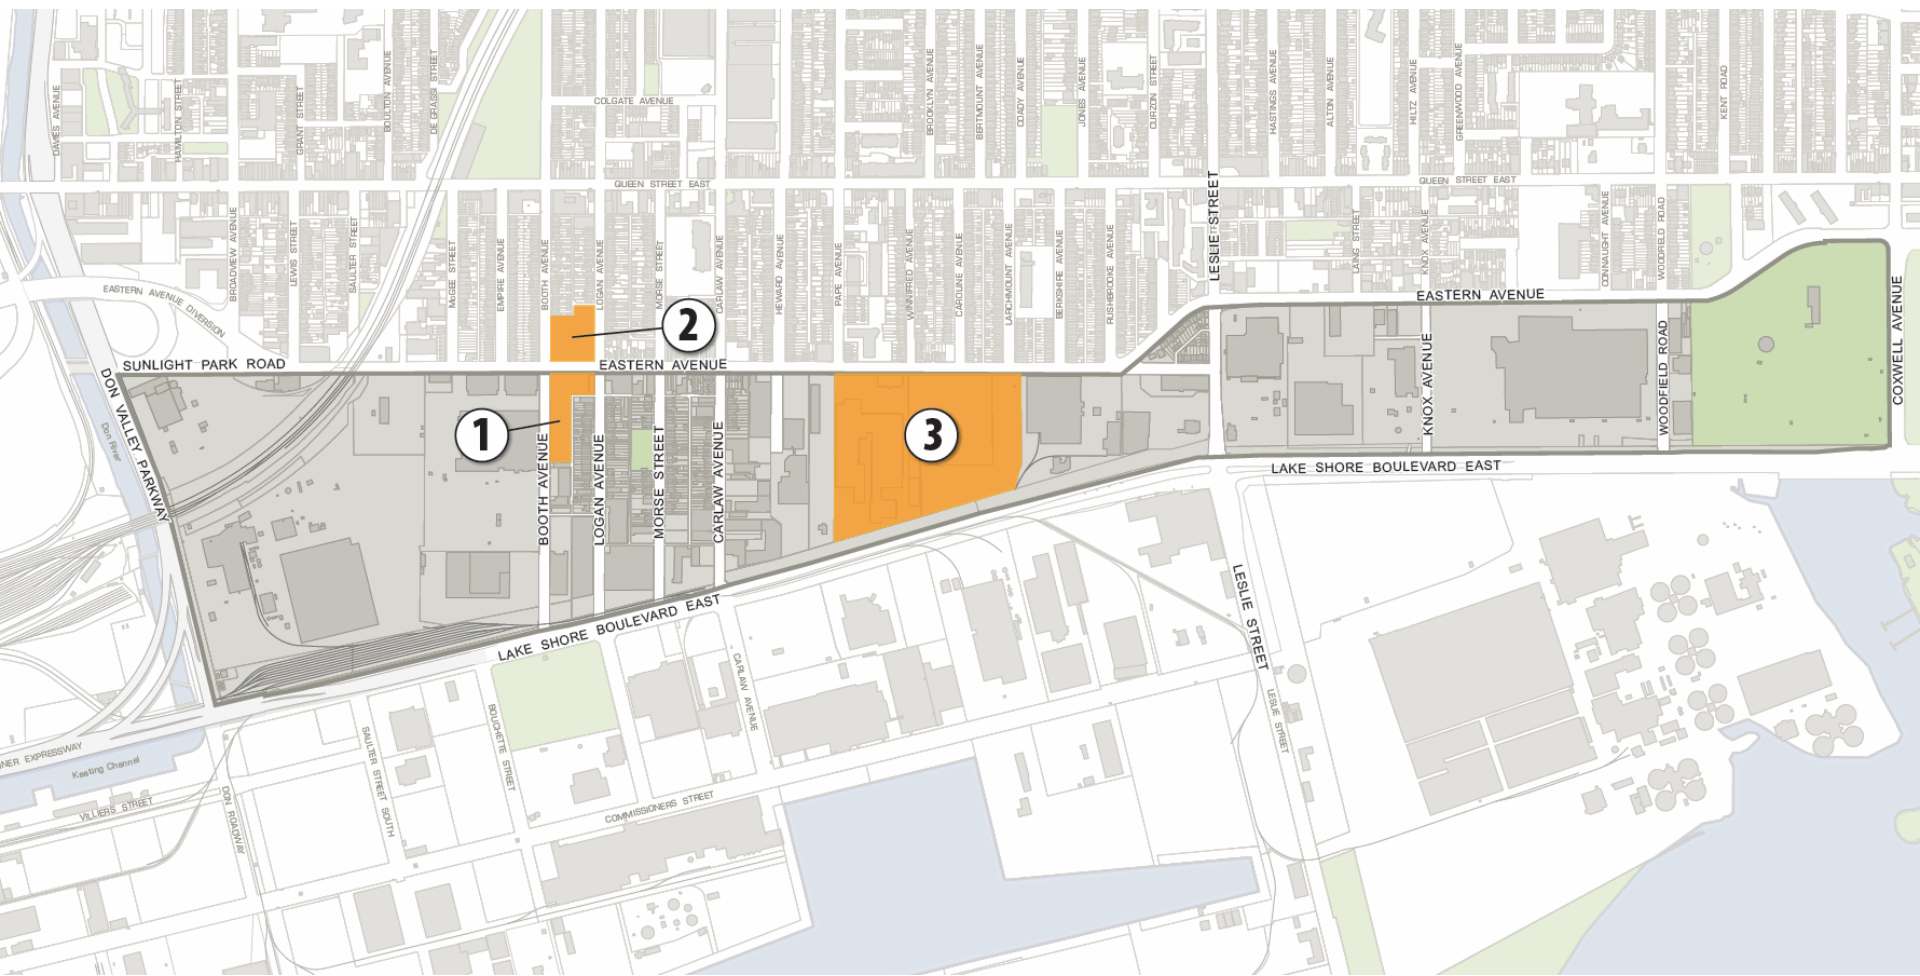 COLGATE AVENUE
DAVIES AVENUE
HAMILTON STREET
GRANT STREET
BOULTON AVENUE
DE GRASSI STREET
BROOKLYN AVENUE
BERTMOUNT AVENUE
COADY AVENUE
JONES AVENUE
CURZON STREET
HASTINGS AVENUE
ALTON AVENUE
HILTZ AVENUE
GREENWOOD AVENUE
KENT ROAD
QUEEN STREET EAST
QUEEN STREET EAST
BROADVIEW AVENUE
LEWIS STREET
SAULTER STREET
McGEE STREET
EMPIRE AVENUE
BOOTH AVENUE
LOGAN AVENUE
MORSE STREET
CARLAW AVENUE
HEWARD AVENUE
PAPE AVENUE
WINNIFRED AVENUE
CAROLINE AVENUE
LARCHMOUNT AVENUE
BERKSHIRE AVENUE
RUSHBROOKE AVENUE
LESLIE STREET
LAING STREET
KNOX AVENUE
CONNAUGHT AVENUE
WOODFIELD ROAD
EASTERN AVENUE DIVERSION
EASTERN AVENUE
2
SUNLIGHT PARK ROAD
EASTERN AVENUE
COXWELL AVENUE
DON VALLEY PARKWAY
Don River
1
3
BOOTH AVENUE
LOGAN AVENUE
MORSE STREET
CARLAW AVENUE
KNOX AVENUE
WOODFIELD ROAD
LAKE SHORE BOULEVARD EAST
LAKE SHORE BOULEVARD EAST
LESLIE STREET
CARLAW AVENUE
LESLIE STREET
BOUCHETTE STREET
SAULTER STREET SOUTH
NER EXPRESSWAY
Keating Channel
VILLIERS STREET
DON ROADWAY
COMMISSIONERS STREET